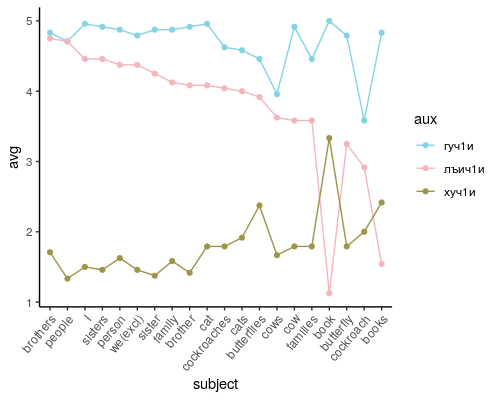 5
4
3
2
1
avg
brothers
people
I
sisters
person
we(excl)
sister
family
brother
cat
cockroaches
cats
butterflies
cows
cow
families
book
butterfly
cockroach
books
subject
aux
гуч1и
лъич1и
хуч1и